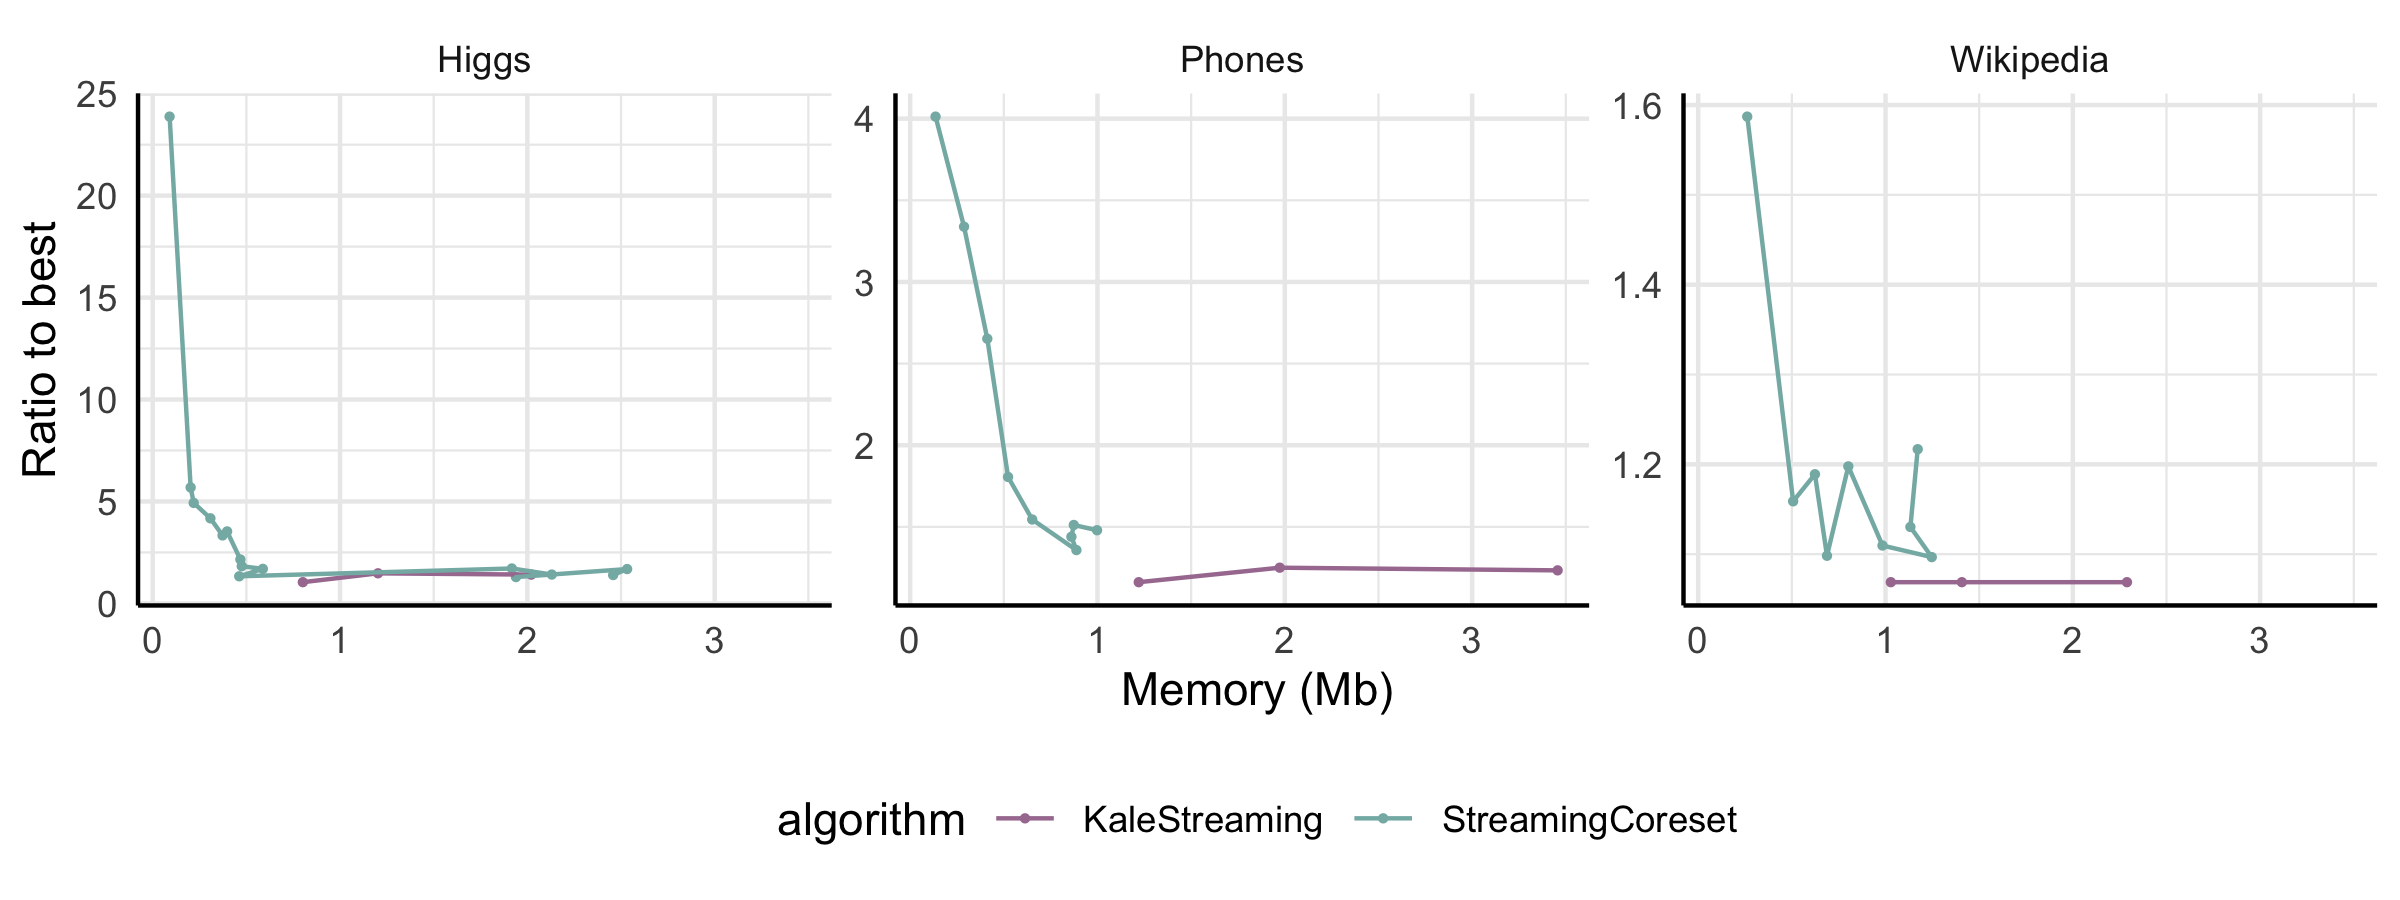 Higgs Phones Wikipedia
25
20
15
10
5
0
4
3
2
1.6
1.4
1.2
Ratio to best
0 1 2 3 0 1 2 3 0 1 2 3
Memory (Mb)
algorithm KaleStreaming StreamingCoreset